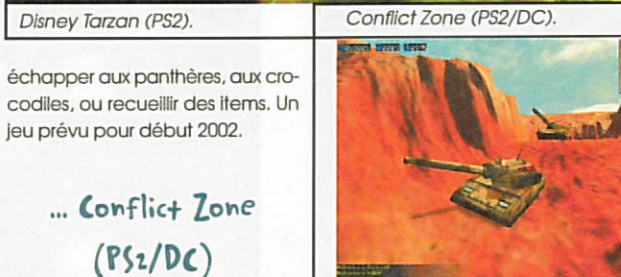 Disney Tarzan (PS2).
Conflict Zone (PS2/DC).
échapper aux panthères, aux cro-
codiles, ou recueillir des items. Un
jeu prévu pour début 2002.
... Conflict Zone
(PS2/DC)